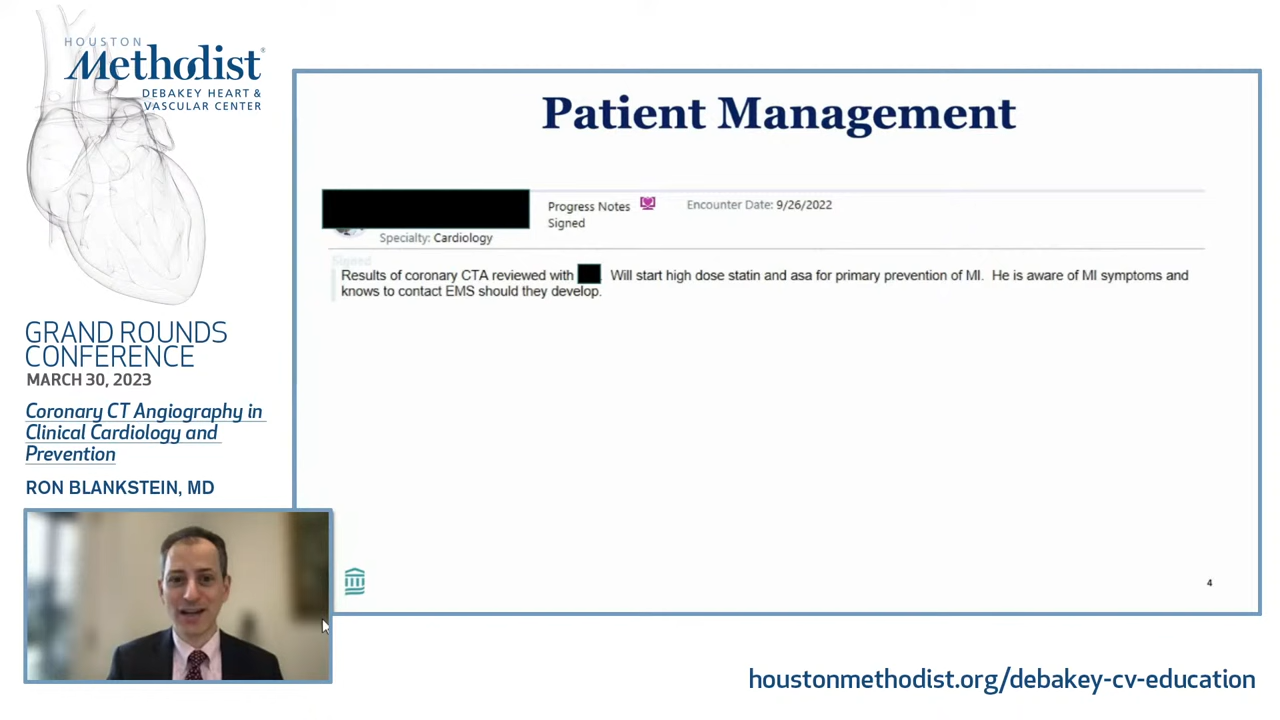 HOUSTON
Methodist®
DEBAKEY HEART &
VASCULAR CENTER
GRAND ROUNDS
CONFERENCE
MARCH 30, 2023
Coronary CT Angiography in
Clinical Cardiology and
Prevention
RON BLANKSTEIN, MD
Patient Management
Progress Notes
Signed
Encounter Date: 9/26/2022
Specialty: Cardiology
Signed
Results of coronary CTA reviewed with Will start high dose statin and asa for primary prevention of MI. He is aware of MI symptoms and
knows to contact EMS should they develop.
4
houstonmethodist.org/debakey-cv-education